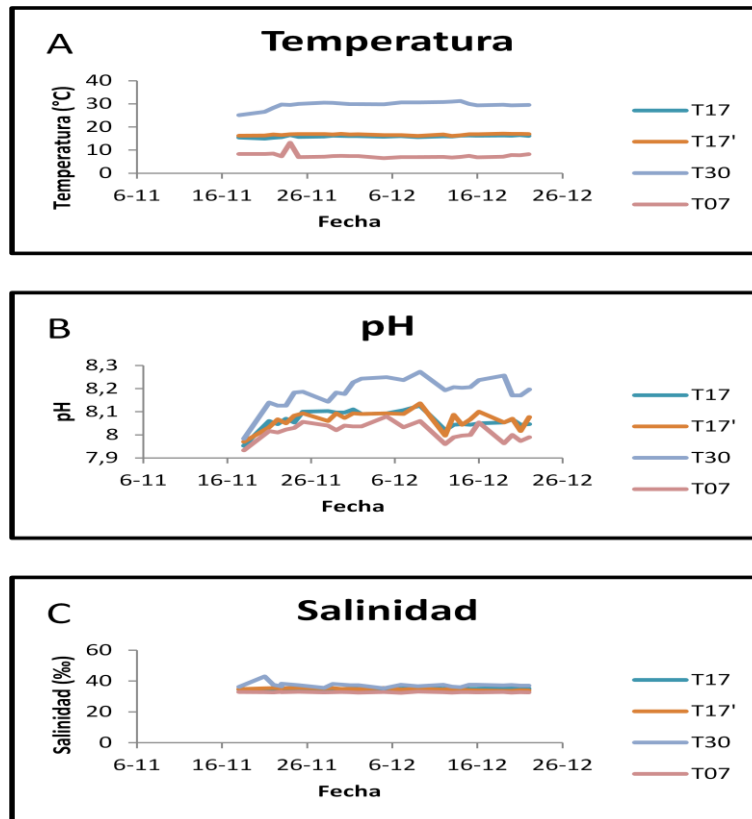 A Temperatura
Temperatura (°C)
40
30
20
10
0
6-11 16-11 26-11 6-12 16-12 26-12
Fecha
T17
T17'
T30
T07
B pH
pH
8,3
8,2
8,1
8
7,9
6-11 16-11 26-11 6-12 16-12 26-12
Fecha
T17
T17'
T30
T07
C Salinidad
Salinidad (‰)
60
40
20
0
6-11 16-11 26-11 6-12 16-12 26-12
Fecha
T17
T17'
T30
T07